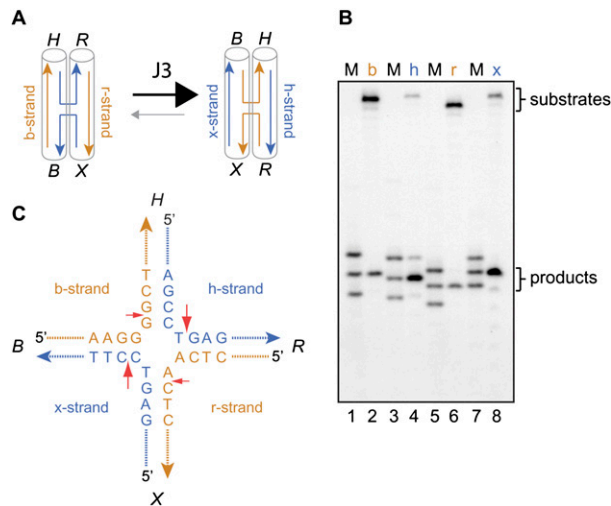 A
H R
b-strand
r-strand
B X
J3
B H
x-strand
h-strand
X R
B
M b M h M r M x
substrates
products
1 2 3 4 5 6 7 8
C
H
5'
T A
b-strand C G h-strand
G C
G C
5' A A G G T G A G
B R
T T C C A C T C 5'
T A
x-strand G C r-strand
A T
G C
5'
X